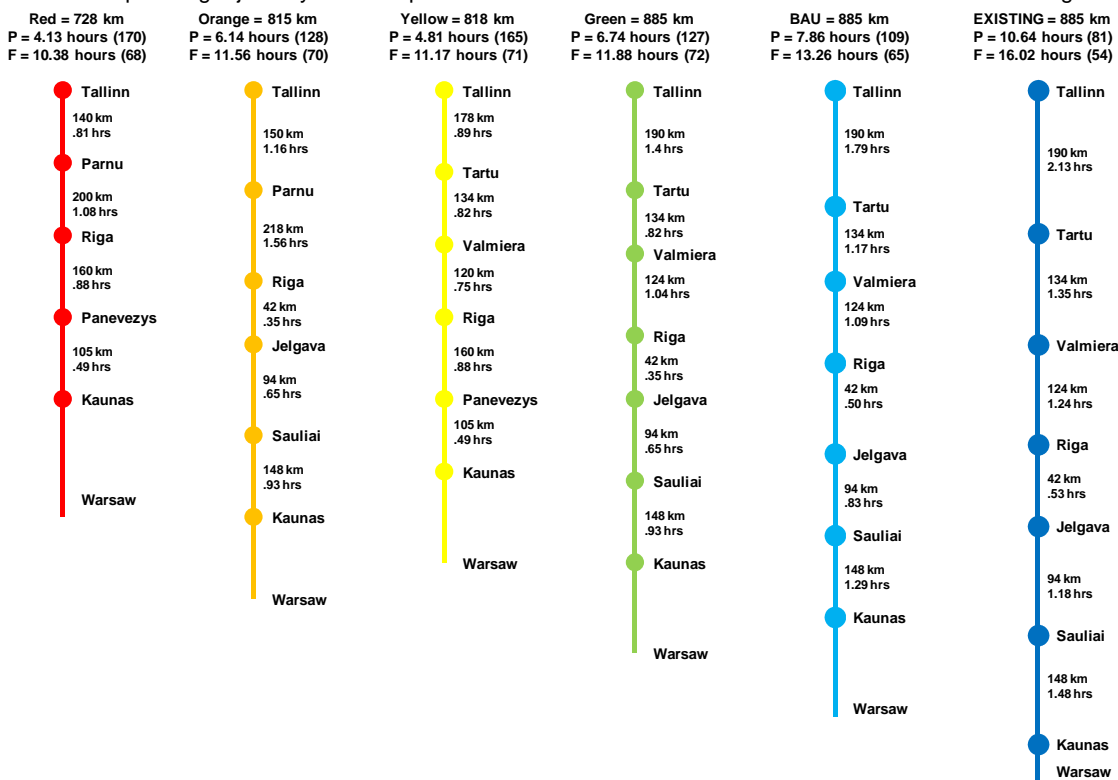 Red = 728 km
P = 4.13 hours (170)
F = 10.38 hours (68)
Tallinn
140 km
.81 hrs
Parnu
200 km
1.08 hrs
Riga
160 km
.88 hrs
Panevezys
105 km
.49 hrs
Kaunas
Warsaw
Orange = 815 km
P = 6.14 hours (128)
F = 11.56 hours (70)
Tallinn
150 km
1.16 hrs
Parnu
218 km
1.56 hrs
Riga
42 km
.35 hrs
Jelgava
94 km
.65 hrs
Sauliai
148 km
.93 hrs
Kaunas
Warsaw
Yellow = 818 km
P = 4.81 hours (165)
F = 11.17 hours (71)
Tallinn
178 km
.89 hrs
Tartu
134 km
.82 hrs
Valmiera
120 km
.75 hrs
Riga
160 km
.88 hrs
Panevezys
105 km
.49 hrs
Kaunas
Warsaw
Green = 885 km
P = 6.74 hours (127)
F = 11.88 hours (72)
Tallinn
190 km
1.4 hrs
Tartu
134 km
.82 hrs
Valmiera
124 km
1.04 hrs
Riga
42 km
.35 hrs
Jelgava
94 km
.65 hrs
Sauliai
148 km
.93 hrs
Kaunas
Warsaw
BAU = 885 km
P = 7.86 hours (109)
F = 13.26 hours (65)
Tallinn
190 km
1.79 hrs
Tartu
134 km
1.17 hrs
Valmiera
124 km
1.09 hrs
Riga
42 km
.50 hrs
Jelgava
94 km
.83 hrs
Sauliai
148 km
1.29 hrs
Kaunas
Warsaw
EXISTING = 885 km
P = 10.64 hours (81)
F = 16.02 hours (54)
Tallinn
190 km
2.13 hrs
Tartu
134 km
1.35 hrs
Valmiera
124 km
1.24 hrs
Riga
42 km
.53 hrs
Jelgava
94 km
1.18 hrs
Sauliai
148 km
1.48 hrs
Kaunas
Warsaw